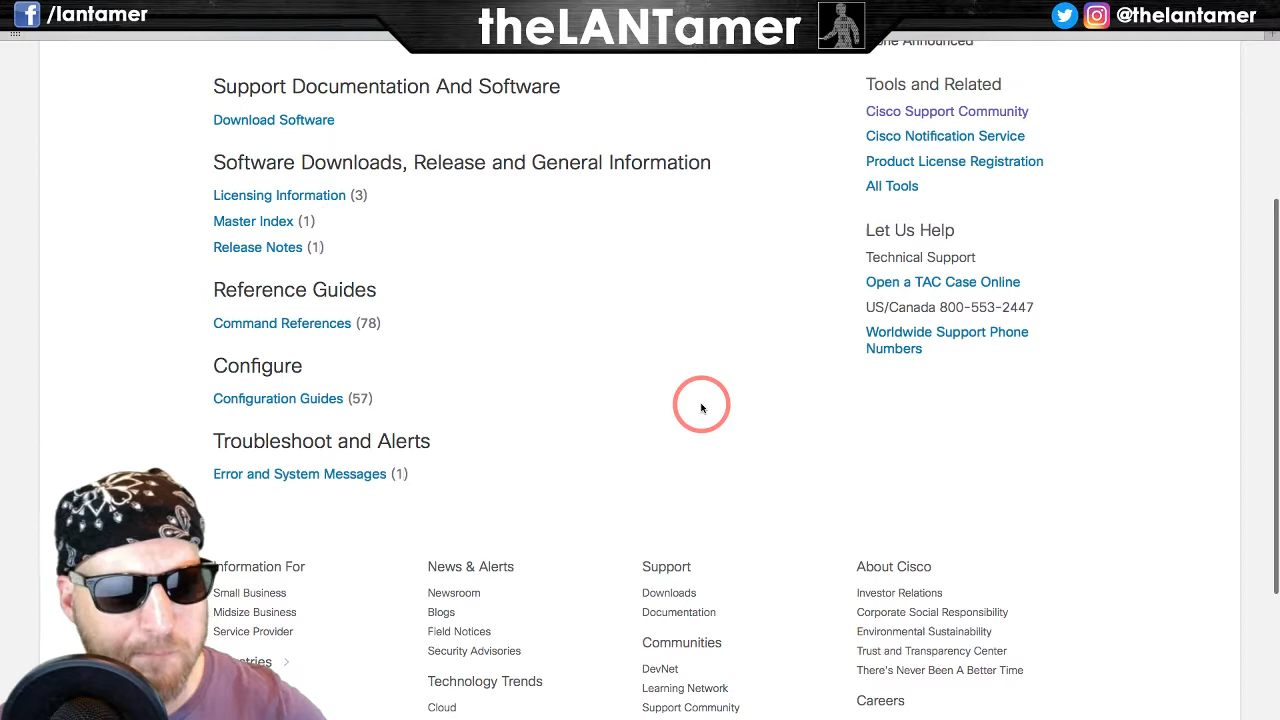 /lantamer
theLANTamer
@thelantamer
None Announced
Support Documentation And Software
Download Software
Software Downloads, Release and General Information
Licensing Information (3)
Master Index (1)
Release Notes (1)
Reference Guides
Command References (78)
Configure
Configuration Guides (57)
Troubleshoot and Alerts
Error and System Messages (1)
Tools and Related
Cisco Support Community
Cisco Notification Service
Product License Registration
All Tools
Let Us Help
Technical Support
Open a TAC Case Online
US/Canada 800-553-2447
Worldwide Support Phone
Numbers
Information For
Small Business
Midsize Business
Service Provider
News & Alerts
Newsroom
Blogs
Field Notices
Security Advisories
Technology Trends
Cloud
Support
Downloads
Documentation
Communities
DevNet
Learning Network
Support Community
About Cisco
Investor Relations
Corporate Social Responsibility
Environmental Sustainability
Trust and Transparency Center
There's Never Been A Better Time
Careers